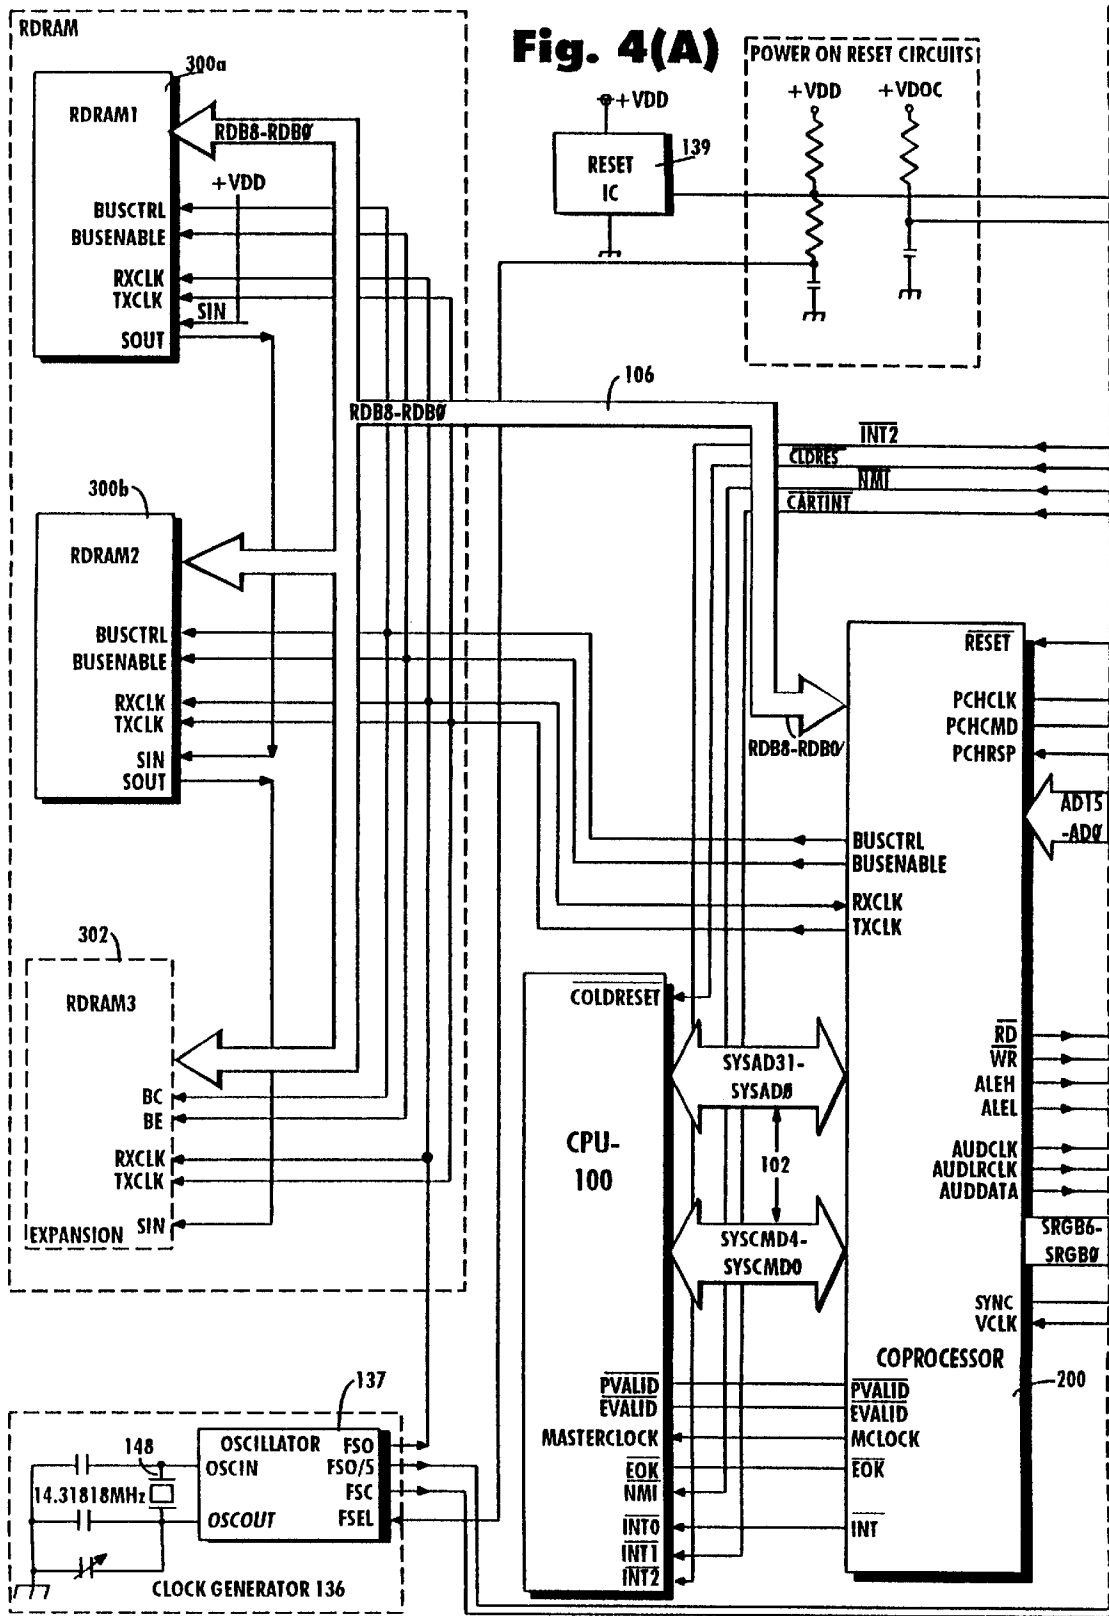 RDRAM
Fig. 4(A)
POWER ON RESET CIRCUITS
300a
RDRAM1
RDB8-RDBØ
+VDD
BUSCTRL
BUSENABLE
RXCLK
TXCLK
SIN
SOUT
+VDD
139
RESET
IC
+VDD
+VDOC
106
RDB8-RDBØ
INT2
CLDRES
NMI
CARTINT
300b
RDRAM2
BUSCTRL
BUSENABLE
RXCLK
TXCLK
SIN
SOUT
RDB8-RDBØ
RESET
PCHCLK
PCHCMD
PCHRSP
AD15
-ADØ
BUSCTRL
BUSENABLE
RXCLK
TXCLK
302
RDRAM3
BC
BE
RXCLK
TXCLK
SIN
EXPANSION
COLDRESET
CPU-
100
SYSAD31-
SYSADØ
102
SYSCMD4-
SYSCMD0
RD
WR
ALEH
ALEL
AUDCLK
AUDLRCLK
AUDDATA
SRGB6-
SRGBØ
SYNC
VCLK
COPROCESSOR
200
PVALID
EVALID
MASTERCLOCK
EOK
NMI
INT0
INT1
INT2
PVALID
EVALID
MCLOCK
EOK
INT
137
148
14.31818MHz
OSCILLATOR
OSCIN
OSCOUT
FSO
FSO/5
FSC
FSEL
CLOCK GENERATOR 136